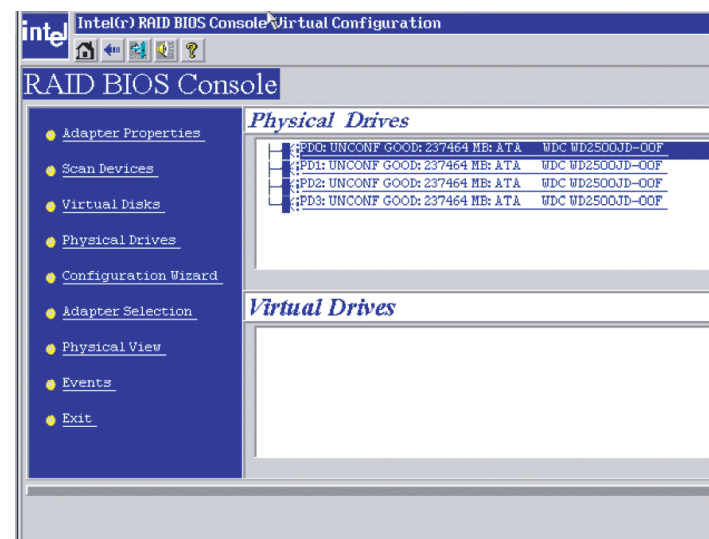 intel
Intel(r) RAID BIOS Console Virtual Configuration
?
RAID BIOS Console
Adapter Properties
Scan Devices
Virtual Disks
Physical Drives
Configuration Wizard
Adapter Selection
Physical View
Events
Exit
Physical Drives
PD0: UNCONF GOOD: 237464 MB: ATA WDC WD2500JD-00F
PD1: UNCONF GOOD: 237464 MB: ATA WDC WD2500JD-00F
PD2: UNCONF GOOD: 237464 MB: ATA WDC WD2500JD-00F
PD3: UNCONF GOOD: 237464 MB: ATA WDC WD2500JD-00F
Virtual Drives